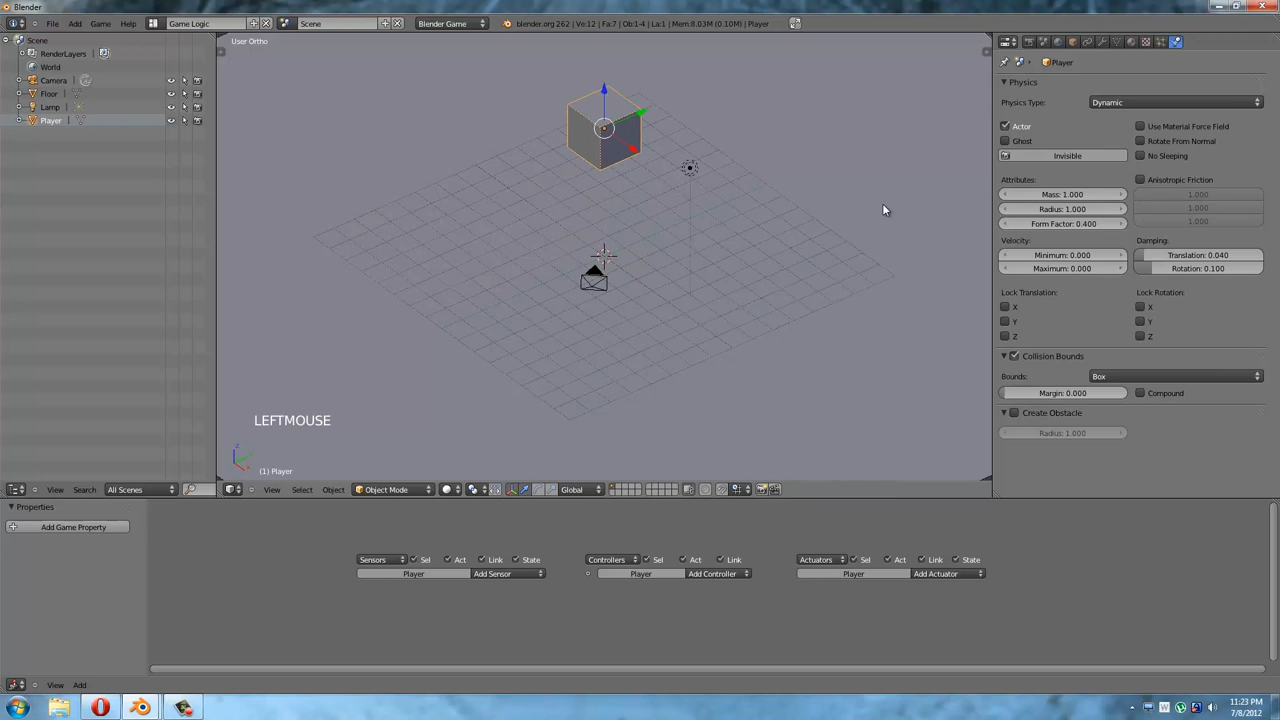 Blender
File Add Game Help Game Logic Scene Blender Game blender.org 262 | Ve:12 | Fa:7 | Ob:1-4 | La:1 | Mem:8.03M (0.10M) | Player
Scene
RenderLayers
World
Camera
Floor
Lamp
Player
View Search All Scenes
User Ortho
LEFTMOUSE
(1) Player
View Select Object Object Mode Global
Player
Physics
Physics Type: Dynamic
Actor Use Material Force Field
Ghost Rotate From Normal
Invisible No Sleeping
Attributes: Anisotropic Friction
Mass: 1.000 1.000
Radius: 1.000 1.000
Form Factor: 0.400 1.000
Velocity: Damping:
Minimum: 0.000 Translation: 0.040
Maximum: 0.000 Rotation: 0.100
Lock Translation: Lock Rotation:
X X
Y Y
Z Z
Collision Bounds
Bounds: Box
Margin: 0.000 Compound
Create Obstacle
Radius: 1.000
Properties
Add Game Property
Sensors Sel Act Link State Controllers Sel Act Link Actuators Sel Act Link State
Player Add Sensor Player Add Controller Player Add Actuator
View Add
11:23 PM
7/8/2012